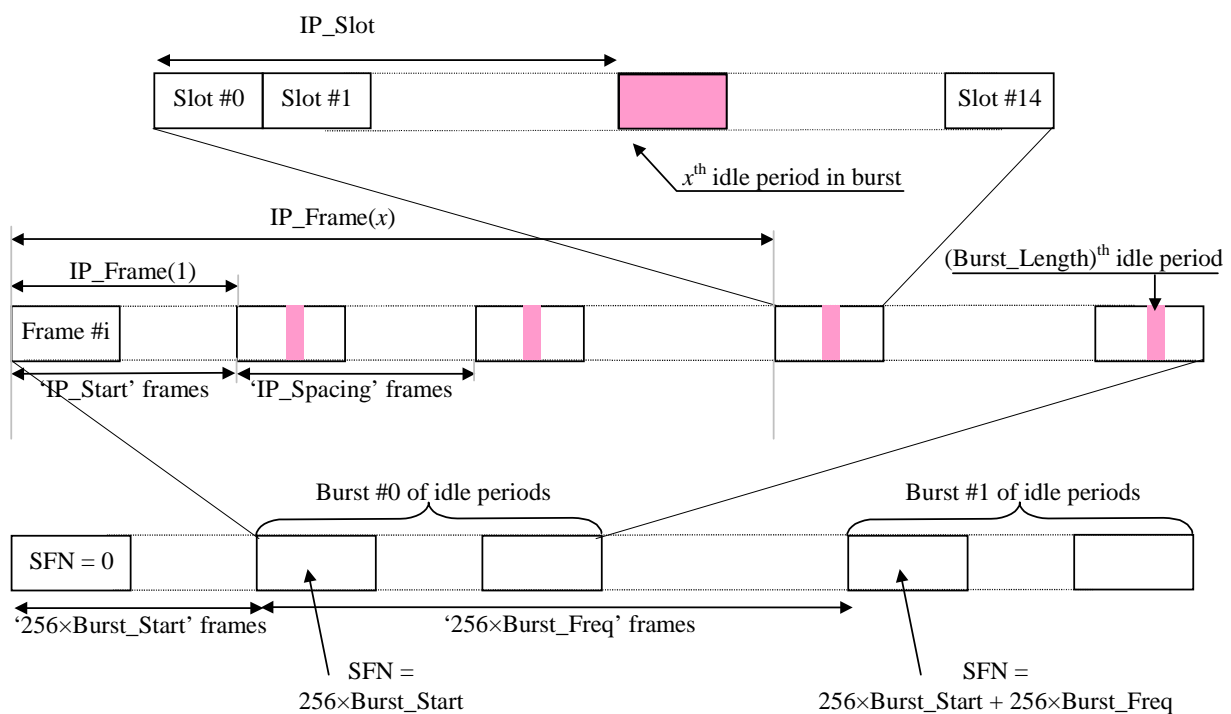 IP_Slot
Slot #0 Slot #1 Slot #14
xth idle period in burst
IP_Frame(x)
IP_Frame(1)
(Burst_Length)th idle period
Frame #i
‘IP_Start’ frames ‘IP_Spacing’ frames
Burst #0 of idle periods Burst #1 of idle periods
SFN = 0
‘256×Burst_Start’ frames ‘256×Burst_Freq’ frames
SFN =
256×Burst_Start
SFN =
256×Burst_Start + 256×Burst_Freq